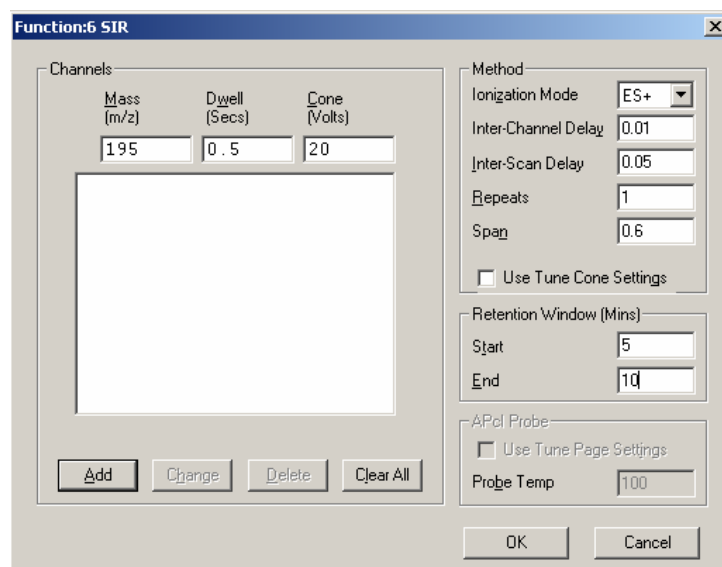 Function:6 SIR
Channels
Mass (m/z)
Dwell (Secs)
Cone (Volts)
195
0.5
20
Add
Change
Delete
Clear All
Method
Ionization Mode
ES+
Inter-Channel Delay
0.01
Inter-Scan Delay
0.05
Repeats
1
Span
0.6
Use Tune Cone Settings
Retention Window (Mins)
Start
5
End
10
APcI Probe
Use Tune Page Settings
Probe Temp
100
OK
Cancel